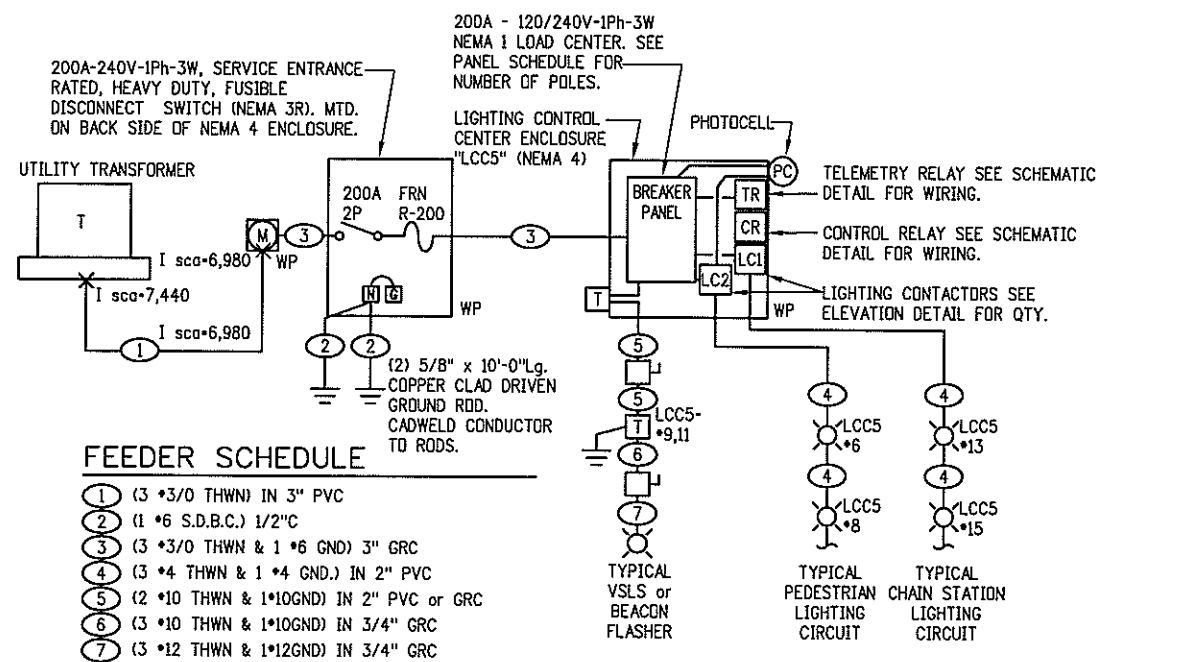 200A - 120/240V-1Ph-3W
NEMA 1 LOAD CENTER. SEE
PANEL SCHEDULE FOR
NUMBER OF POLES.
200A-240V-1Ph-3W, SERVICE ENTRANCE
RATED, HEAVY DUTY, FUSIBLE
DISCONNECT SWITCH (NEMA 3R). MTD.
ON BACK SIDE OF NEMA 4 ENCLOSURE.
LIGHTING CONTROL
CENTER ENCLOSURE
"LCC5" (NEMA 4)
PHOTOCELL
UTILITY TRANSFORMER
T
I sca=6,980
I sca=7,440
I sca=6,980
1
M
WP
3
200A
2P
FRN
R-200
N
G
WP
2
2
(2) 5/8" x 10'-0"Lg.
COPPER CLAD DRIVEN
GROUND ROD.
CADWELD CONDUCTOR
TO RODS.
3
BREAKER
PANEL
PC
TR
CR
LC1
LC2
T
WP
TELEMETRY RELAY SEE SCHEMATIC
DETAIL FOR WIRING.
CONTROL RELAY SEE SCHEMATIC
DETAIL FOR WIRING.
LIGHTING CONTACTORS SEE
ELEVATION DETAIL FOR QTY.
5
5
T
LCC5-
#9,11
6
7
TYPICAL
VSLS or
BEACON
FLASHER
4
LCC5
#6
4
LCC5
#8
TYPICAL
PEDESTRIAN
LIGHTING
CIRCUIT
4
LCC5
#13
4
LCC5
#15
TYPICAL
CHAIN STATION
LIGHTING
CIRCUIT
FEEDER SCHEDULE
1 (3 #3/0 THWN) IN 3" PVC
2 (1 #6 S.D.B.C.) 1/2"C
3 (3 #3/0 THWN & 1 #6 GND) 3" GRC
4 (3 #4 THWN & 1 #4 GND.) IN 2" PVC
5 (2 #10 THWN & 1#10GND) IN 2" PVC or GRC
6 (3 #10 THWN & 1#10GND) IN 3/4" GRC
7 (3 #12 THWN & 1#12GND) IN 3/4" GRC